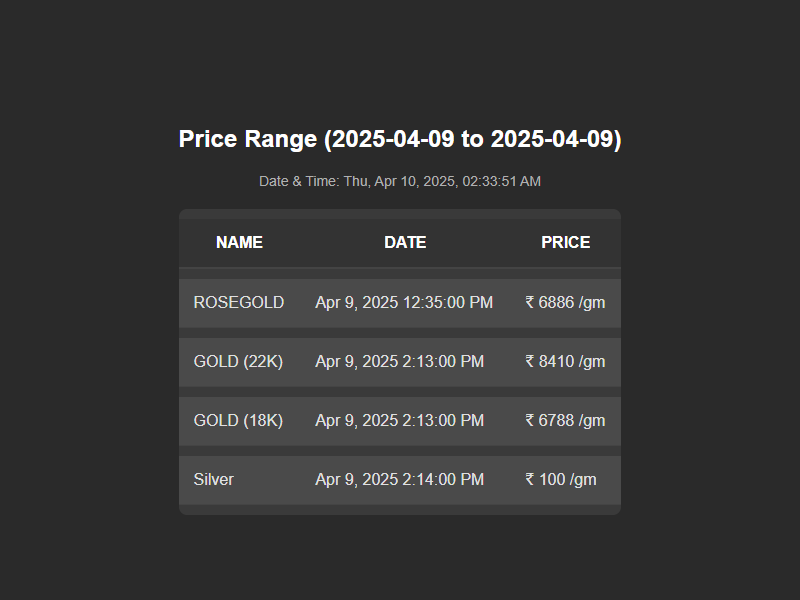 Price Range (2025-04-09 to 2025-04-09)
Date & Time: Thu, Apr 10, 2025, 02:33:51 AM
NAME DATE PRICE
ROSEGOLD Apr 9, 2025 12:35:00 PM ₹ 6886 /gm
GOLD (22K) Apr 9, 2025 2:13:00 PM ₹ 8410 /gm
GOLD (18K) Apr 9, 2025 2:13:00 PM ₹ 6788 /gm
Silver Apr 9, 2025 2:14:00 PM ₹ 100 /gm